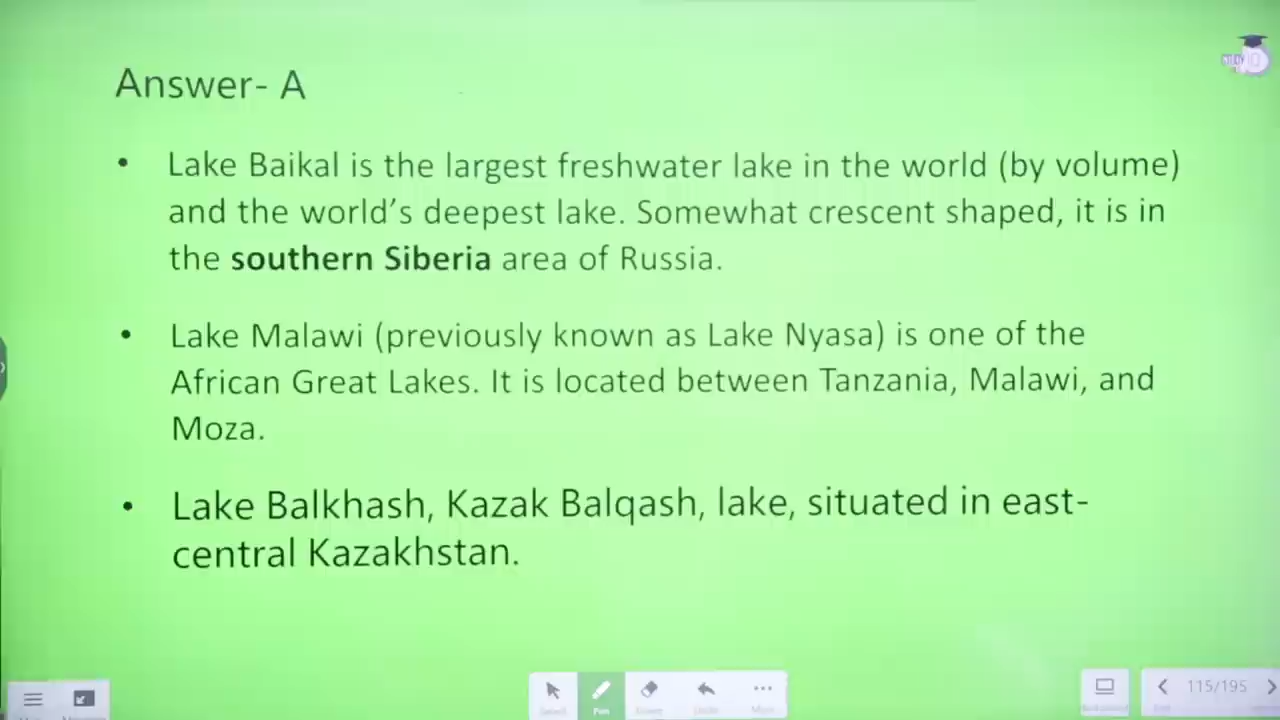 Answer- A
• Lake Baikal is the largest freshwater lake in the world (by volume)
and the world's deepest lake. Somewhat crescent shaped, it is in
the southern Siberia area of Russia.
• Lake Malawi (previously known as Lake Nyasa) is one of the
African Great Lakes. It is located between Tanzania, Malawi, and
Moza.
• Lake Balkhash, Kazak Balqash, lake, situated in east-
central Kazakhstan.
Pen
115/195